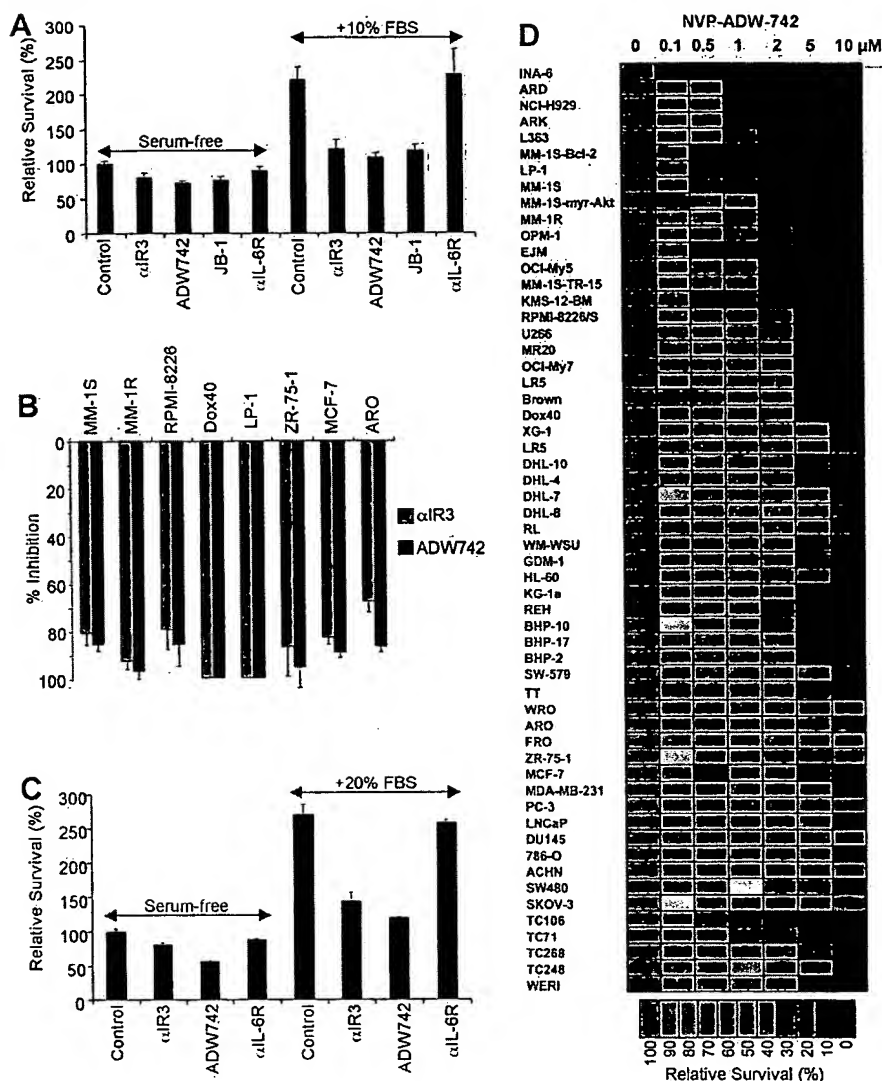 A
+10% FBS
Serum-free
Relative Survival (%)
300
250
200
150
100
50
0
Control
αIR3
ADW742
JB-1
αIL-6R
Control
αIR3
ADW742
JB-1
αIL-6R
B
MM-1S
MM-1R
RPMI-8226
Dox40
LP-1
ZR-75-1
MCF-7
ARO
% Inhibition
0
20
40
60
80
100
αIR3
ADW742
C
+20% FBS
Serum-free
Relative Survival (%)
300
250
200
150
100
50
0
Control
αIR3
ADW742
αIL-6R
Control
αIR3
ADW742
αIL-6R
D
NVP-ADW-742
0 0.1 0.5 1 2 5 10 µM
INA-6
ARD
NCI-H929
ARK
L363
MM-1S-Bcl-2
LP-1
MM-1S
MM-1S-myr-Akt
MM-1R
OPM-1
EJM
OCI-My5
MM-1S-TR-15
KMS-12-BM
RPMI-8226/S
U266
MR20
OCI-My7
LR5
Brown
Dox40
XG-1
LR5
DHL-10
DHL-4
DHL-7
DHL-8
RL
WM-WSU
GDM-1
HL-60
KG-1a
REH
BHP-10
BHP-17
BHP-2
SW-579
TT
WRO
ARO
FRO
ZR-75-1
MCF-7
MDA-MB-231
PC-3
LNCaP
DU145
786-O
ACHN
SW480
SKOV-3
TC106
TC71
TC268
TC248
WERI
100 90 80 70 60 50 40 30 20 10 0
Relative Survival (%)